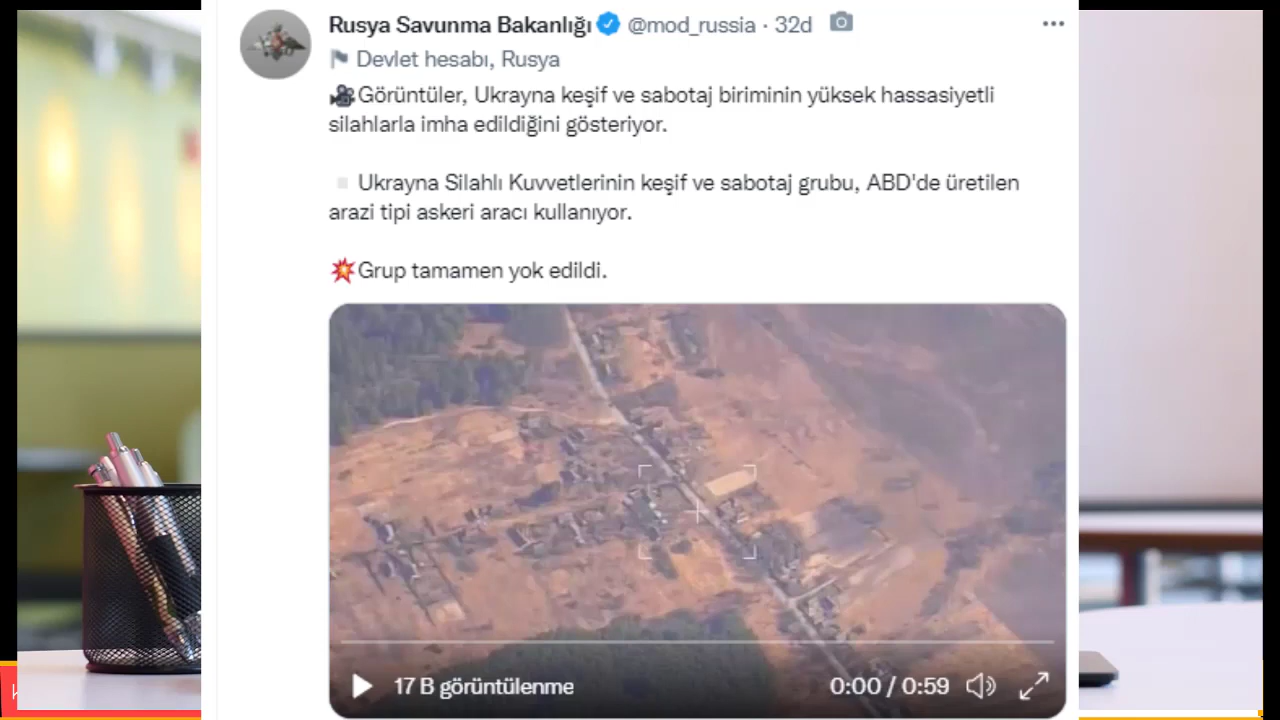 Rusya Savunma Bakanlığı @mod_russia · 32d
Devlet hesabı, Rusya
Görüntüler, Ukrayna keşif ve sabotaj biriminin yüksek hassasiyetli
silahlarla imha edildiğini gösteriyor.
Ukrayna Silahlı Kuvvetlerinin keşif ve sabotaj grubu, ABD'de üretilen
arazi tipi askeri aracı kullanıyor.
Grup tamamen yok edildi.
17 B görüntülenme
0:00 / 0:59